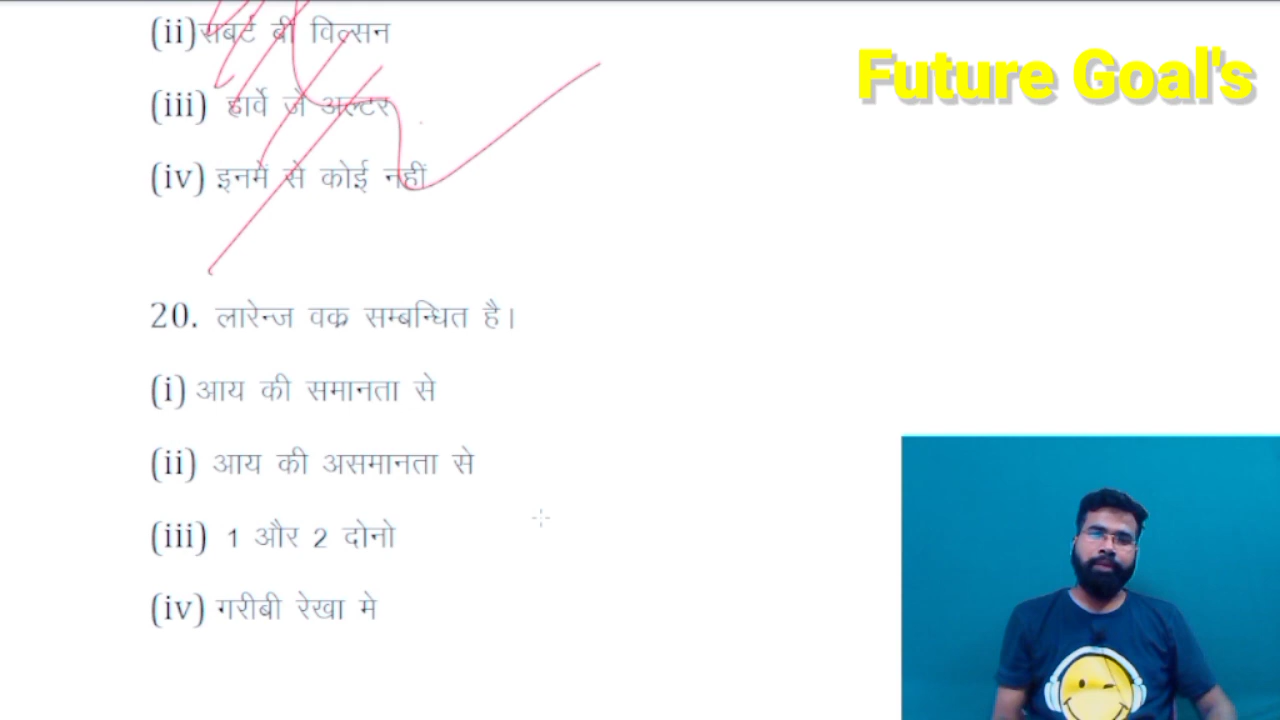 (ii) राबर्ट बी विल्सन
Future Goal's
(iii) हार्वे जे अल्टर
(iv) इनमें से कोई नहीं
20. लारेन्ज वक्र सम्बन्धित है।
(i) आय की समानता से
(ii) आय की असमानता से
(iii) 1 और 2 दोनो
(iv) गरीबी रेखा मे